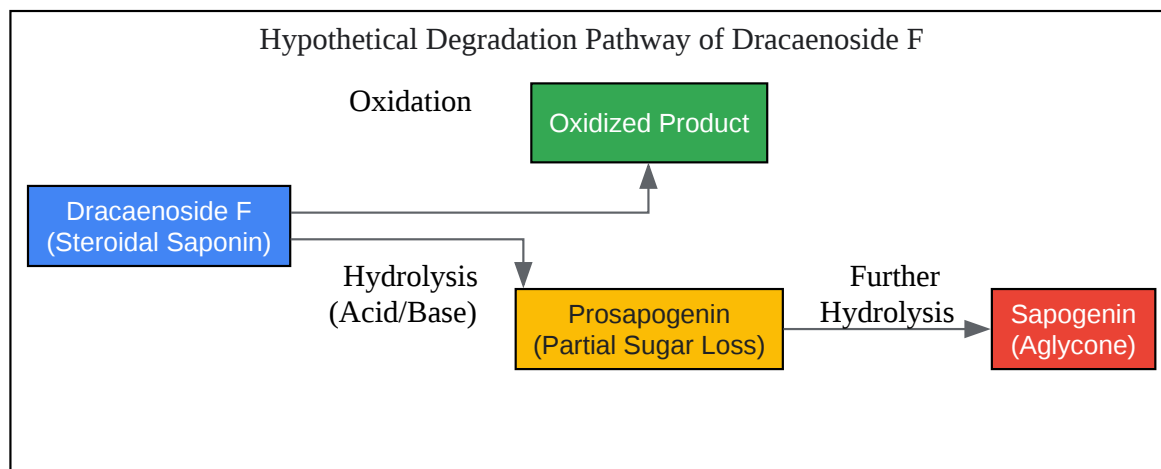 Hypothetical Degradation Pathway of Dracaenoside F
Oxidation
Oxidized Product
Dracaenoside F
(Steroidal Saponin)
Hydrolysis
(Acid/Base)
Prosapogenin
(Partial Sugar Loss)
Further
Hydrolysis
Sapogenin
(Aglycone)